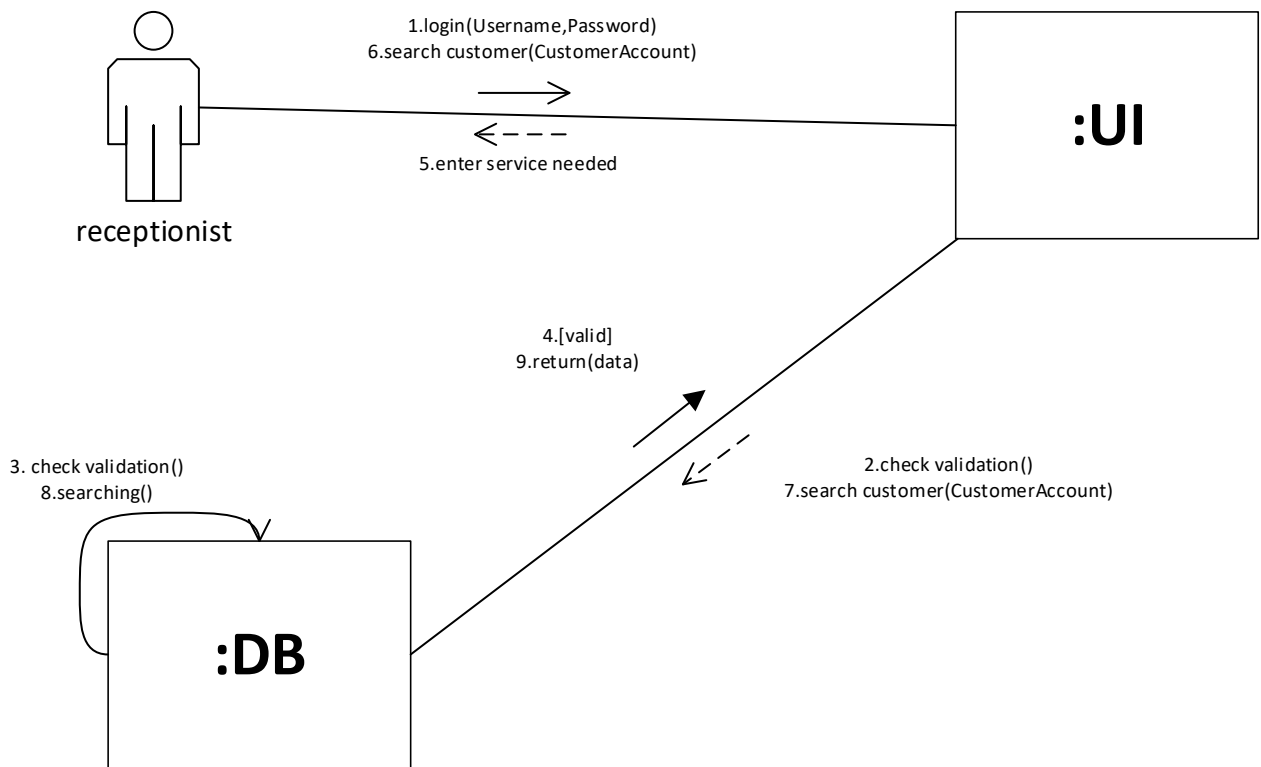 1.login(Username,Password)
6.search customer(CustomerAccount)
:UI
5.enter service needed
receptionist
4.[valid]
9.return(data)
3. check validation()
8.searching()
2.check validation()
7.search customer(CustomerAccount)
:DB